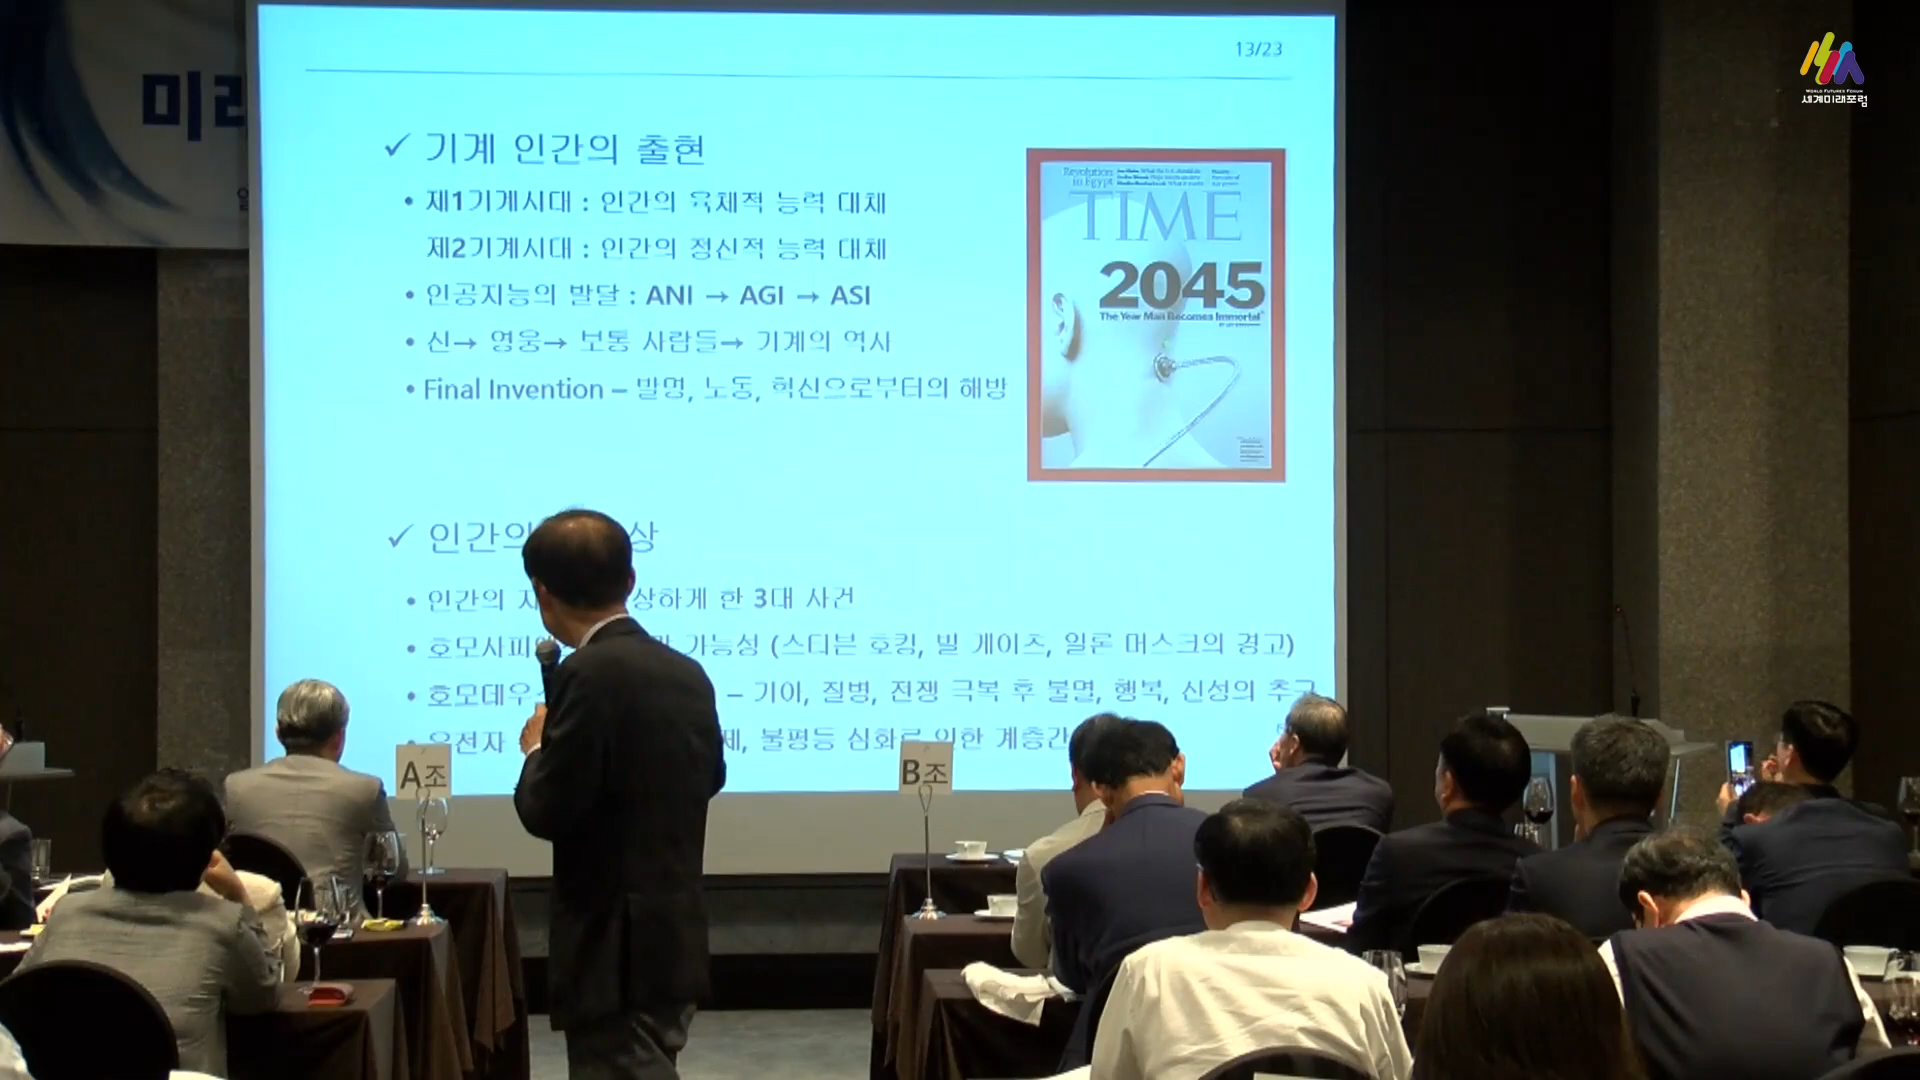 13/23
WORLD FUTURES FORUM
세계미래포럼
✓ 기계 인간의 출현
• 제1기계시대 : 인간의 육체적 능력 대체
제2기계시대 : 인간의 정신적 능력 대체
• 인공지능의 발달 : ANI → AGI → ASI
• 신→ 영웅→ 보통 사람들→ 기계의 역사
• Final Invention – 발명, 노동, 혁신으로부터의 해방
Revolution
in Egypt
TIME
2045
The Year Man Becomes Immortal
✓ 인간의 상
• 인간의 상하게 한 3대 사건
• 호모사피 가능성 (스티븐 호킹, 빌 게이츠, 일론 머스크의 경고)
• 호모데우 – 기아, 질병, 전쟁 극복 후 불멸, 행복, 신성의 추구
• 유전자 제, 불평등 심화로 인한 계층간
A조
B조